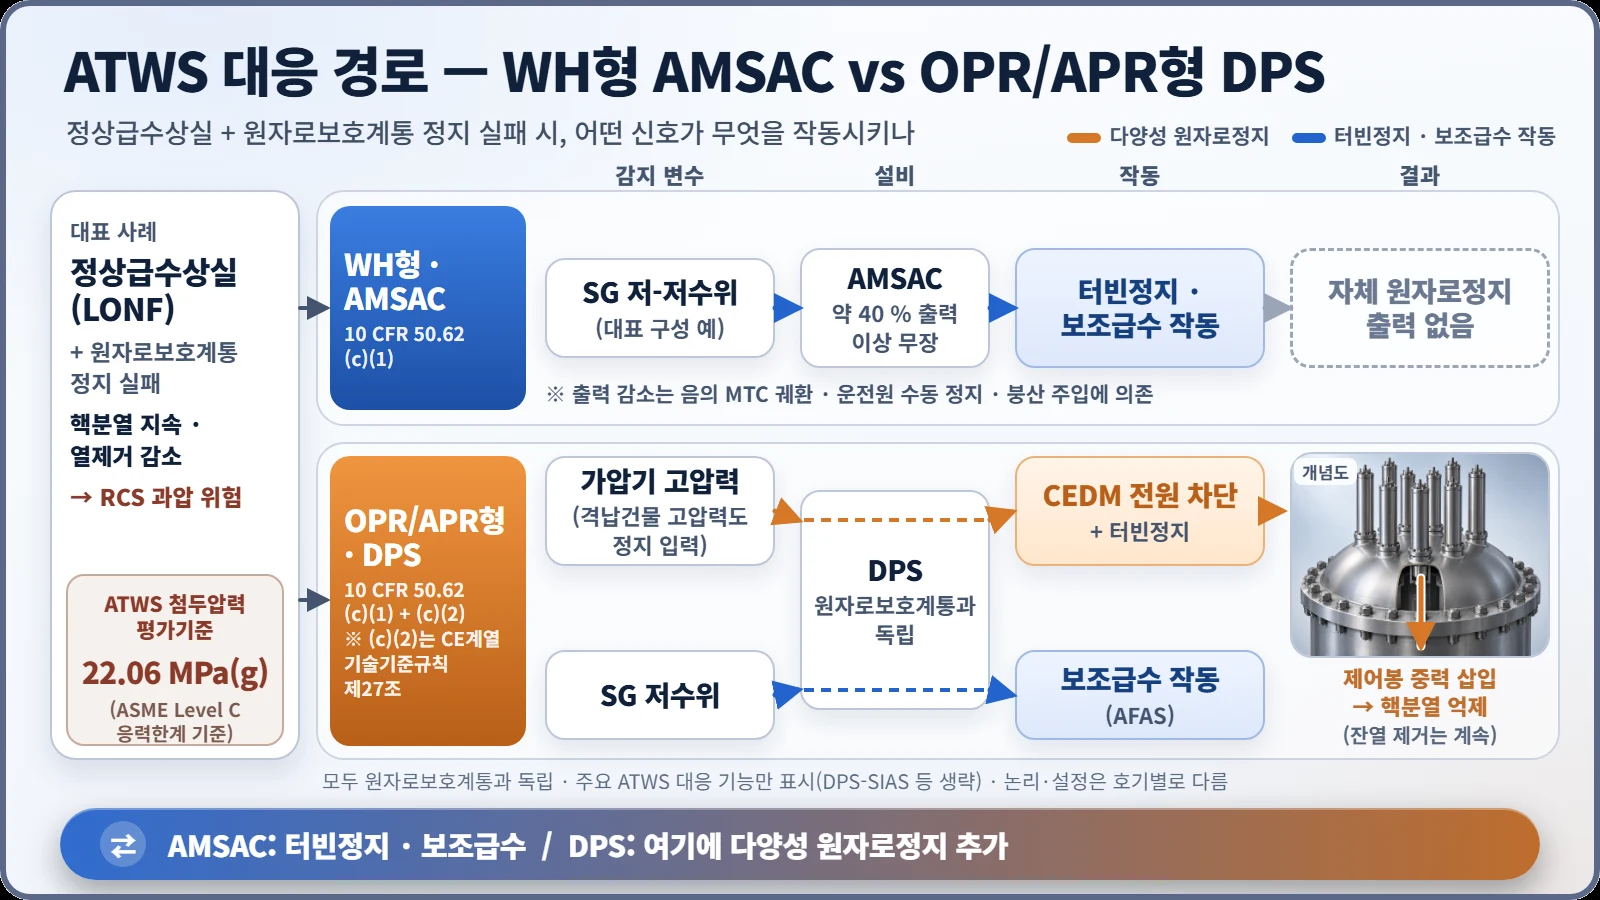 ATWS 대응 경로 — WH형 AMSAC vs OPR/APR형 DPS
정상급수상실 + 원자로보호계통 정지 실패 시, 어떤 신호가 무엇을 작동시키나
다양성 원자로정지
터빈정지 · 보조급수 작동
감지 변수
설비
작동
결과
대표 사례
정상급수상실
(LONF)
+ 원자로보호계통
정지 실패
핵분열 지속 ·
열제거 감소
→ RCS 과압 위험
ATWS 첨두압력
평가기준
22.06 MPa(g)
(ASME Level C
응력한계 기준)
WH형 ·
AMSAC
10 CFR 50.62
(c)(1)
SG 저-저수위
(대표 구성 예)
AMSAC
약 40 % 출력
이상 무장
터빈정지 ·
보조급수 작동
자체 원자로정지
출력 없음
※ 출력 감소는 음의 MTC 궤환 · 운전원 수동 정지 · 붕산 주입에 의존
OPR/APR형
· DPS
10 CFR 50.62
(c)(1) + (c)(2)
※ (c)(2)는 CE계열
기술기준규칙
제27조
가압기 고압력
(격납건물 고압력도
정지 입력)
SG 저수위
DPS
원자로보호계통과
독립
CEDM 전원 차단
+ 터빈정지
보조급수 작동
(AFAS)
개념도
제어봉 중력 삽입
→ 핵분열 억제
(잔열 제거는 계속)
모두 원자로보호계통과 독립 · 주요 ATWS 대응 기능만 표시(DPS-SIAS 등 생략) · 논리·설정은 호기별로 다름
AMSAC: 터빈정지 · 보조급수 / DPS: 여기에 다양성 원자로정지 추가